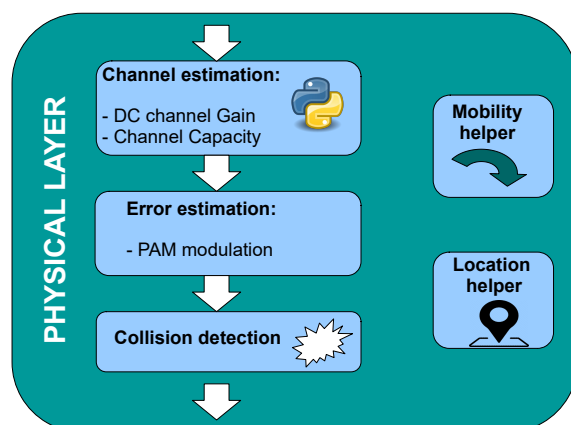 PHYSICAL LAYER
Channel estimation:
- DC channel Gain
- Channel Capacity
Error estimation:
- PAM modulation
Collision detection
Mobility
helper
Location
helper